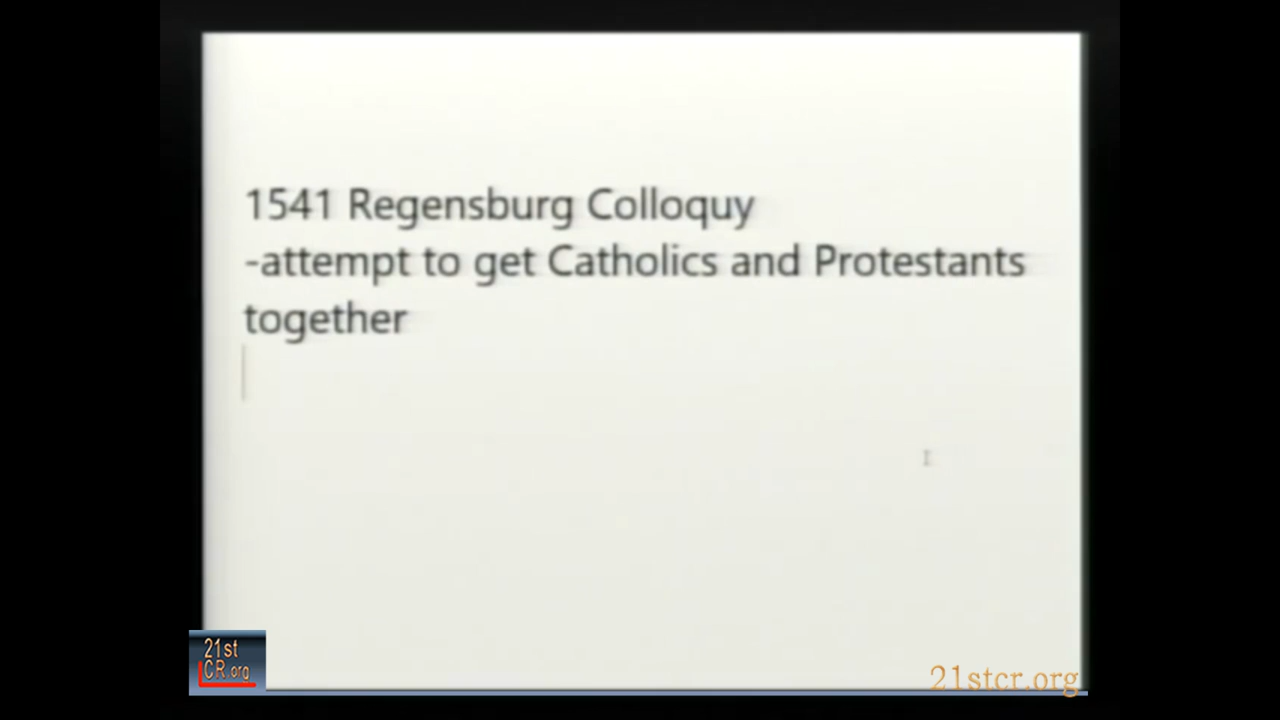 1541 Regensburg Colloquy
-attempt to get Catholics and Protestants
together
21st
CR.org
21stcr.org